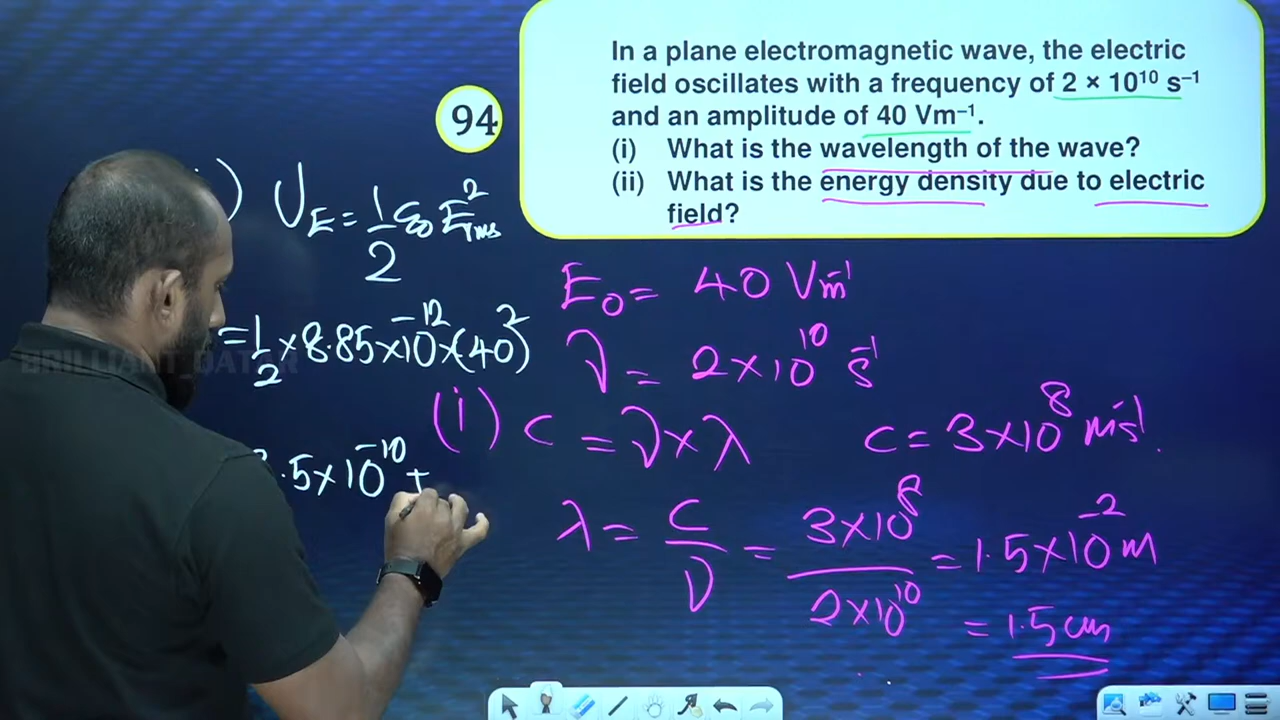 In a plane electromagnetic wave, the electric
field oscillates with a frequency of 2 × 10¹⁰ s⁻¹
and an amplitude of 40 Vm⁻¹.
(i) What is the wavelength of the wave?
(ii) What is the energy density due to electric
field?
94
) U_E = 1/2 ε₀ E²rms
= 1/2 × 8.85 × 10⁻¹² × (40)²
.5 × 10⁻¹⁰
BRILLIANT
E₀ = 40 Vm⁻¹
ν = 2 × 10¹⁰ s⁻¹
(i) C = ν × λ
C = 3 × 10⁸ ms⁻¹.
λ = C/ν = 3 × 10⁸ / 2 × 10¹⁰ = 1.5 × 10⁻² m
= 1.5 cm